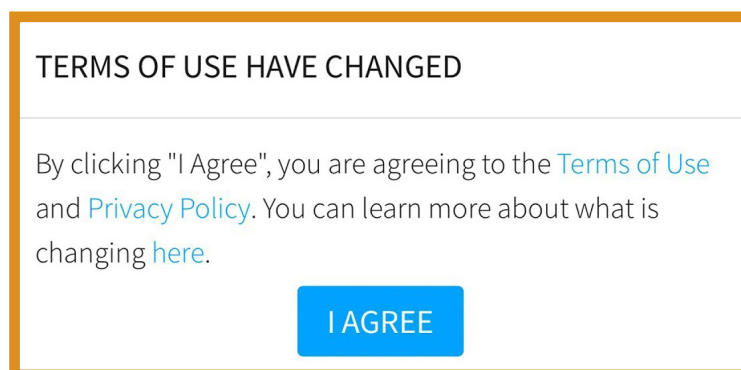 TERMS OF USE HAVE CHANGED
By clicking "I Agree", you are agreeing to the Terms of Use
and Privacy Policy. You can learn more about what is
changing here.
I AGREE